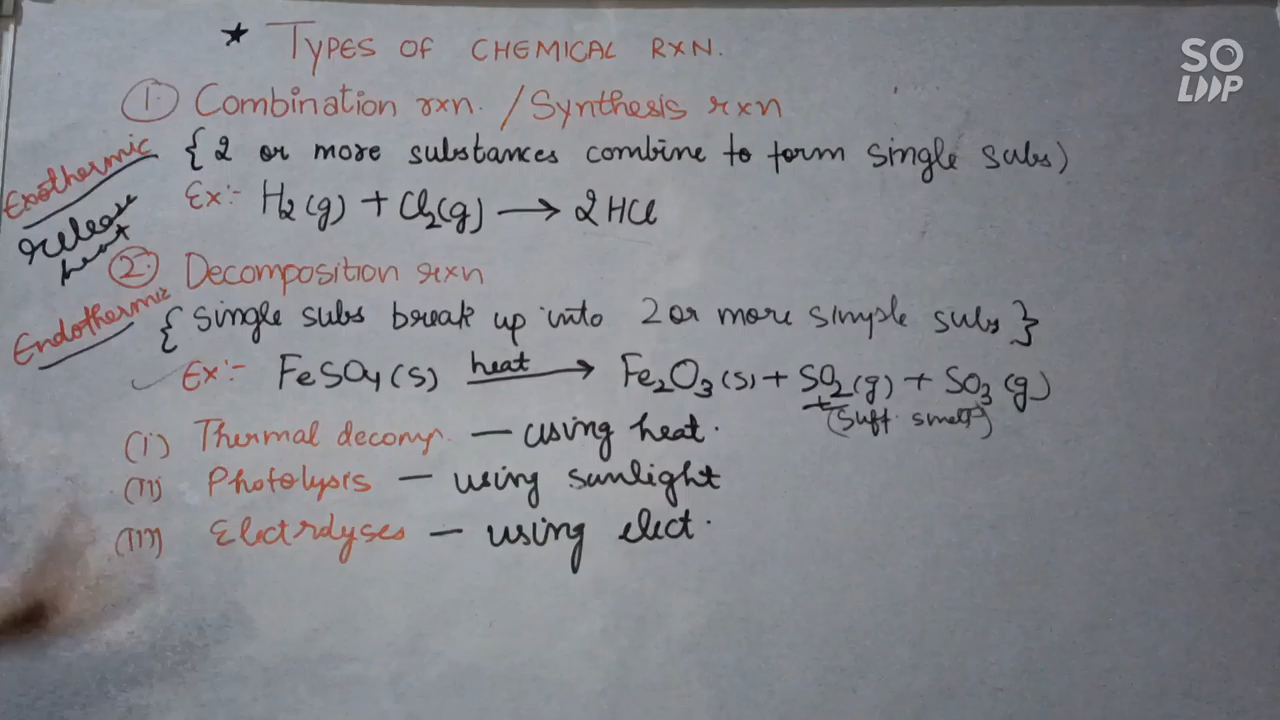 ★ TYPES OF CHEMICAL RXN.
SO
LOOP
① Combination rxn. / Synthesis rxn
Exothermic
{2 or more substances combine to form single subs)
release
heat
Ex:- H₂(g) + Cl₂(g) → 2HCl
② Decomposition rxn
Endothermic
{single subs break up into 2 or more simple subs}
Ex:- FeSO₄(s) heat → Fe₂O₃(s) + SO₂(g) + SO₃(g)
(Suff. smell)
(I) Thermal decomp. — using heat.
(II) Photolysis — using sunlight
(III) Electrolyses — using elect.